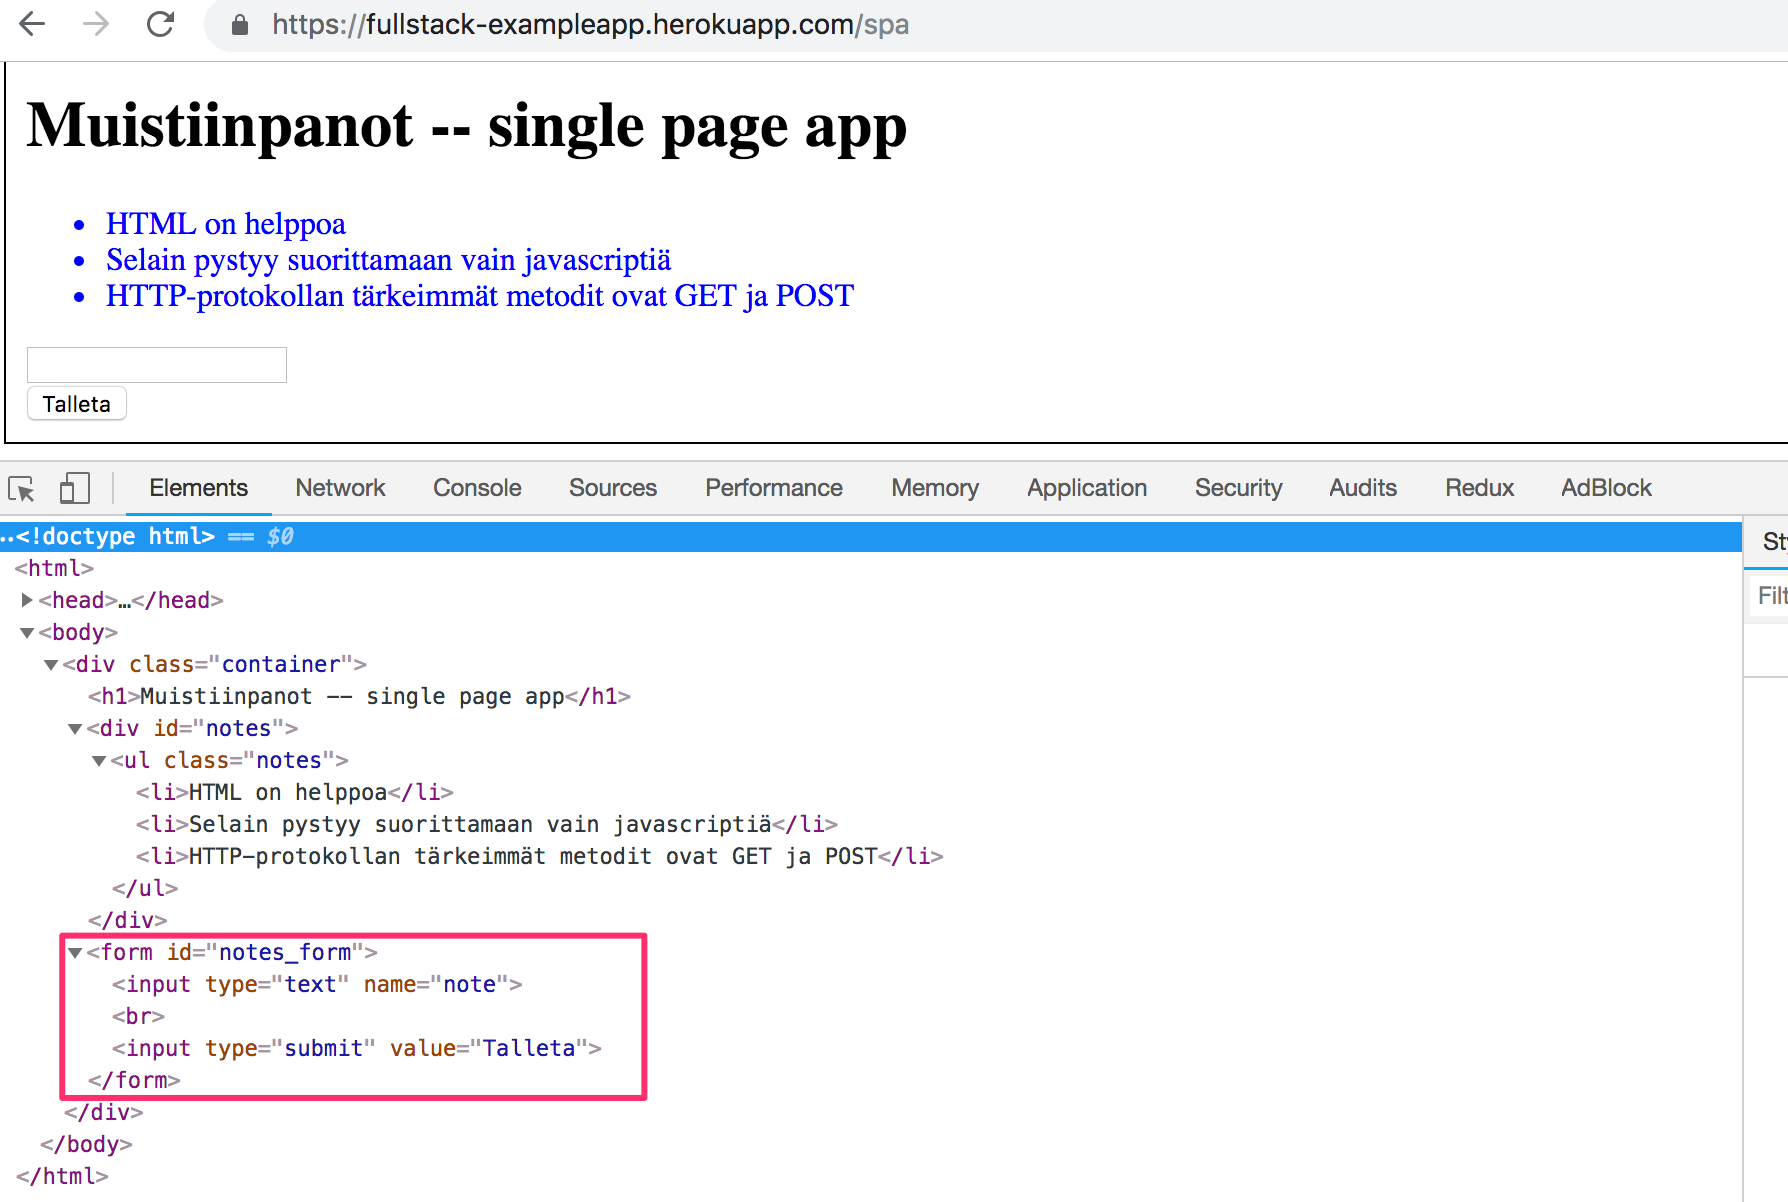 https://fullstack-exampleapp.herokuapp.com/spa
Muistiinpanot -- single page app
• HTML on helppoa
• Selain pystyy suorittamaan vain javascriptiä
• HTTP-protokollan tärkeimmät metodit ovat GET ja POST
Talleta
Elements Network Console Sources Performance Memory Application Security Audits Redux AdBlock
..<!doctype html> == $0
<html>
<head>…</head>
<body>
<div class="container">
<h1>Muistiinpanot -- single page app</h1>
<div id="notes">
<ul class="notes">
<li>HTML on helppoa</li>
<li>Selain pystyy suorittamaan vain javascriptiä</li>
<li>HTTP-protokollan tärkeimmät metodit ovat GET ja POST</li>
</ul>
</div>
<form id="notes_form">
<input type="text" name="note">
<br>
<input type="submit" value="Talleta">
</form>
</div>
</body>
</html>